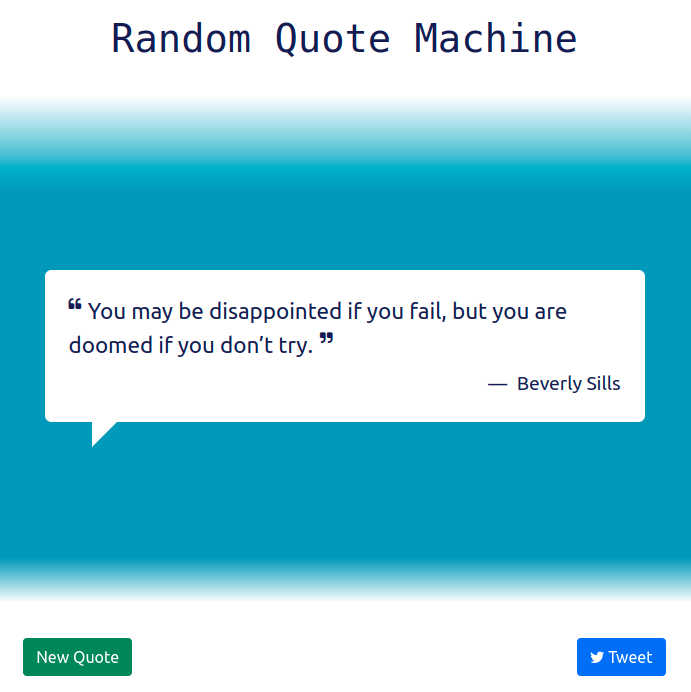 Random Quote Machine
❝ You may be disappointed if you fail, but you are
doomed if you don’t try. ❞
— Beverly Sills
New Quote
Tweet